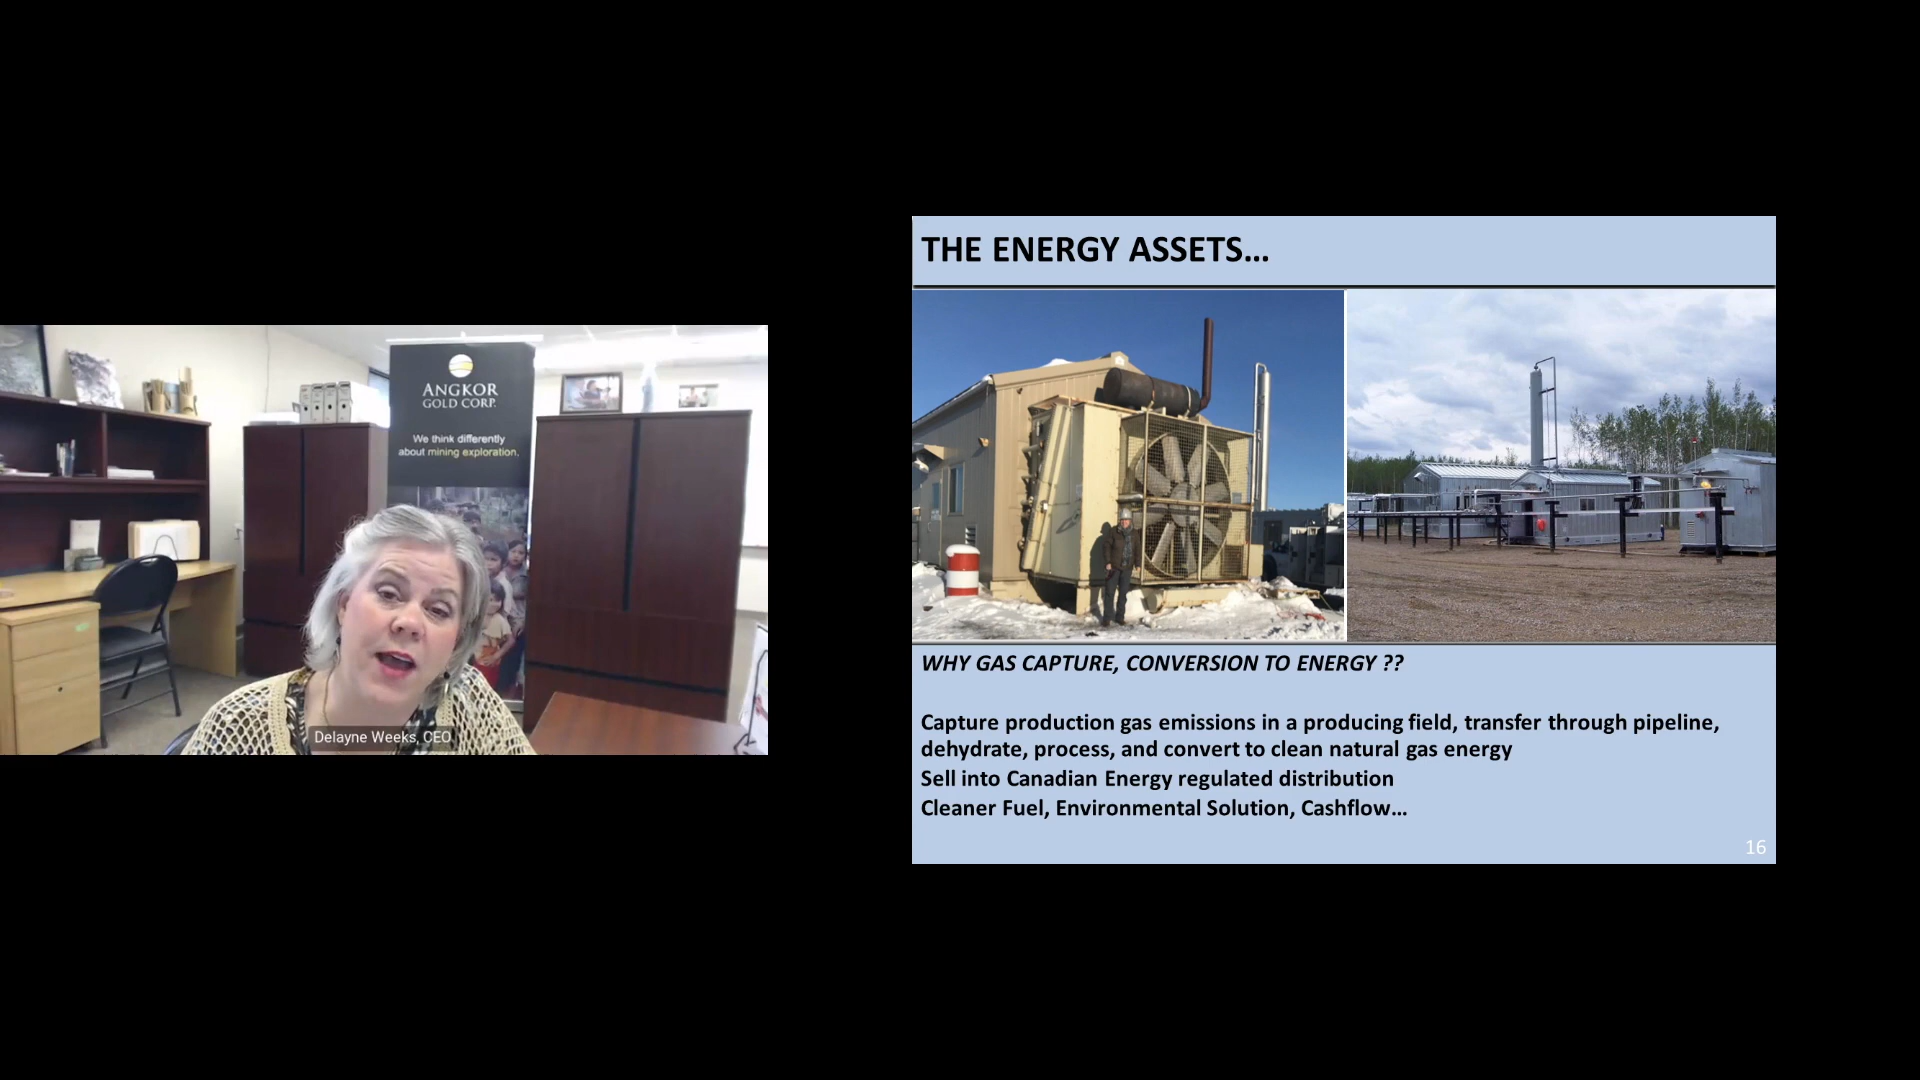 ANGKOR
GOLD CORP.
We think differently
about mining exploration.
Delayne Weeks, CEO
THE ENERGY ASSETS...
WHY GAS CAPTURE, CONVERSION TO ENERGY ??
Capture production gas emissions in a producing field, transfer through pipeline,
dehydrate, process, and convert to clean natural gas energy
Sell into Canadian Energy regulated distribution
Cleaner Fuel, Environmental Solution, Cashflow...
16